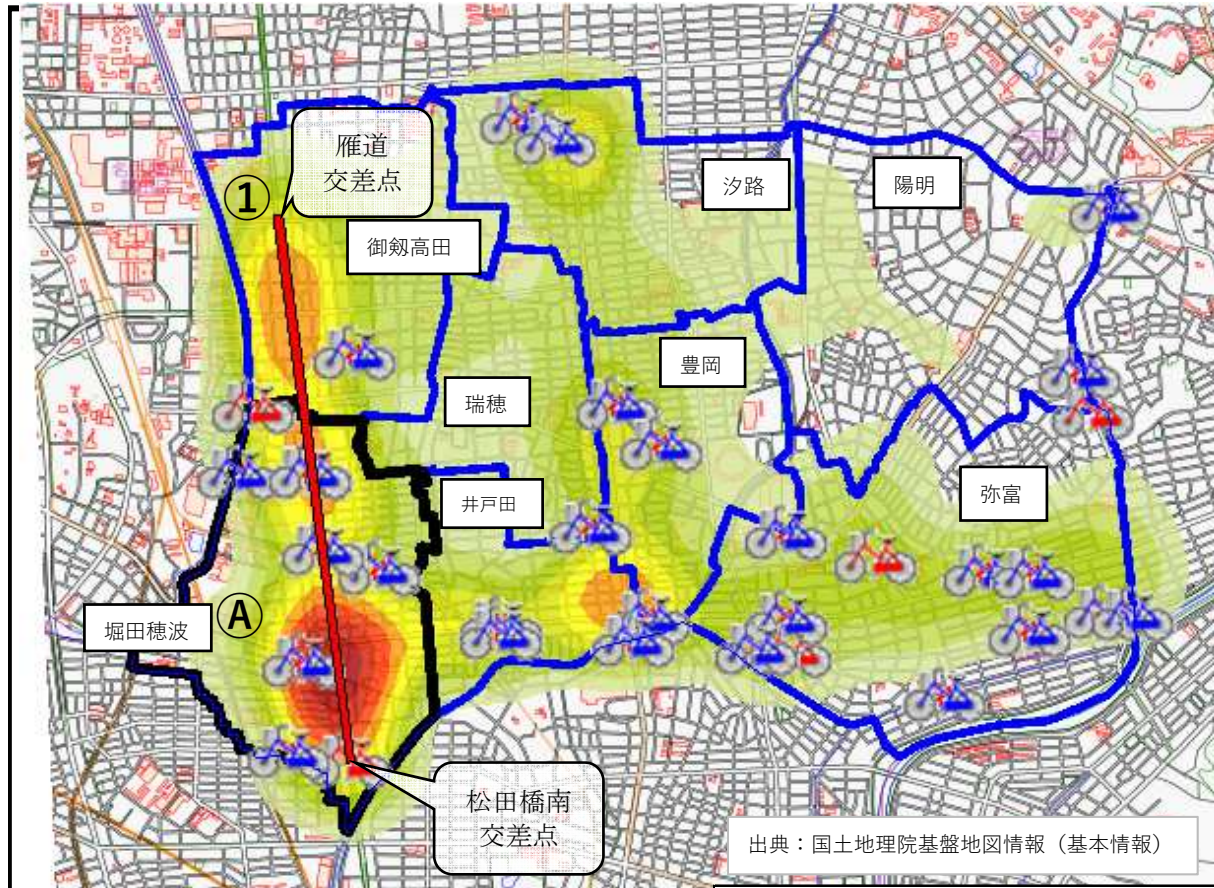 雁道
交差点
①
汐路
陽明
御剱高田
豊岡
瑞穂
弥富
井戸田
Ⓐ
堀田穂波
松田橋南
交差点
出典：国土地理院基盤地図情報（基本情報）